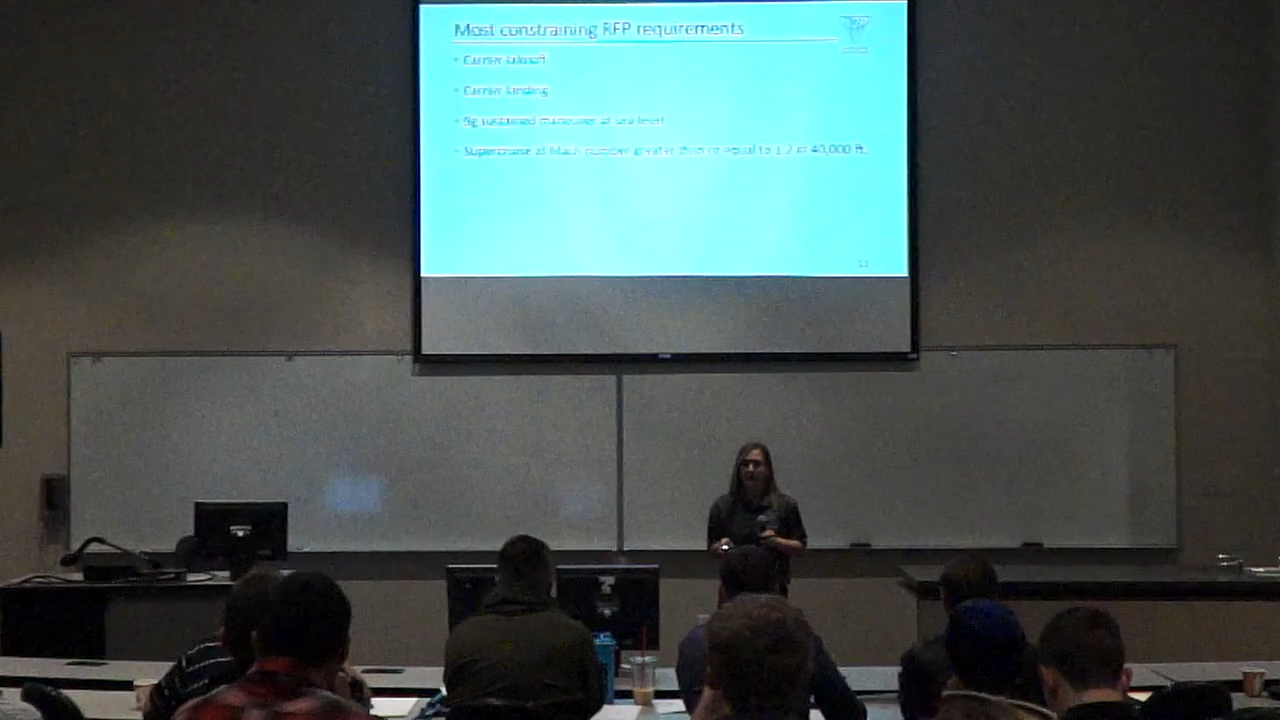 Most constraining RFP requirements
Carrier takeoff
Carrier landing
9g sustained maneuver at sea level
Supercruise at Mach number greater than or equal to 1.2 at 40,000 ft.